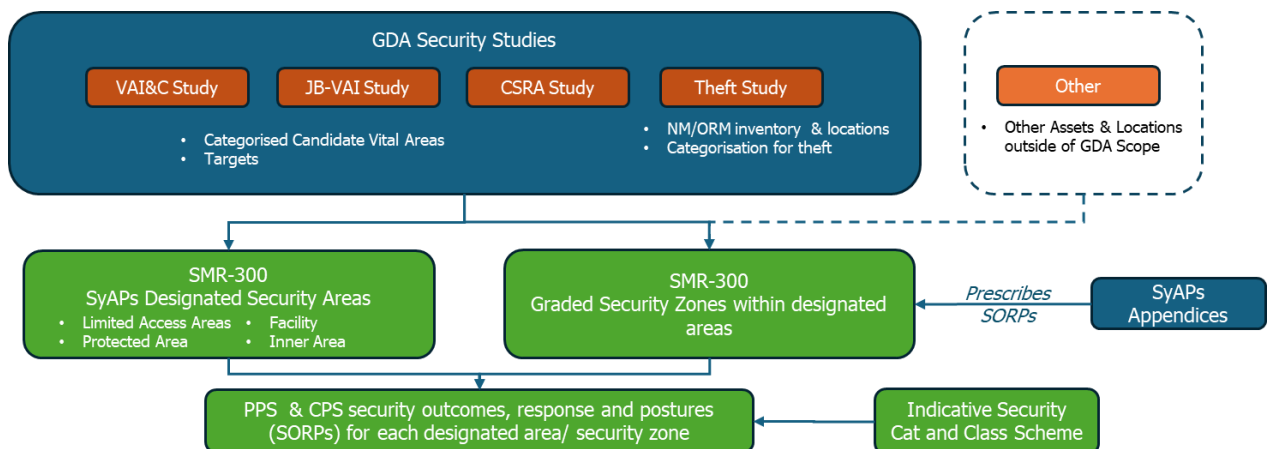 GDA Security Studies
VAI&C Study
JB-VAI Study
CSRA Study
Theft Study
• Categorised Candidate Vital Areas
• Targets
• NM/ORM inventory & locations
• Categorisation for theft
Other
• Other Assets & Locations
outside of GDA Scope
SMR-300
SyAPs Designated Security Areas
• Limited Access Areas
• Protected Area
• Facility
• Inner Area
SMR-300
Graded Security Zones within designated
areas
Prescribes
SORPs
SyAPs
Appendices
PPS & CPS security outcomes, response and postures
(SORPs) for each designated area/ security zone
Indicative Security
Cat and Class Scheme